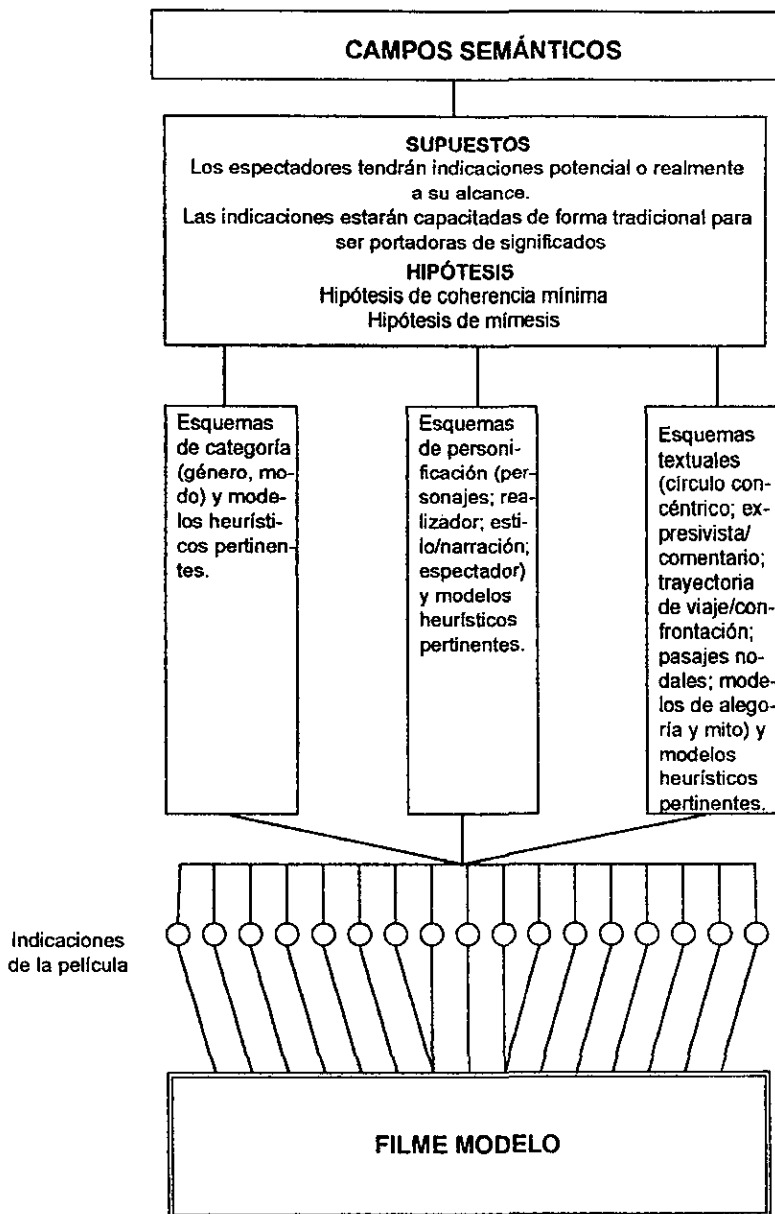 CAMPOS SEMÁNTICOS
SUPUESTOS
Los espectadores tendrán indicaciones potencial o realmente
a su alcance.
Las indicaciones estarán capacitadas de forma tradicional para
ser portadoras de significados
HIPÓTESIS
Hipótesis de coherencia mínima
Hipótesis de mímesis
Esquemas
de categoría
(género, mo-
do) y mode-
los heurísti-
cos pertinen-
tes.
Esquemas
de personi-
ficación (per-
sonajes; rea-
lizador; esti-
lo/narración;
espectador)
y modelos
heurísticos
pertinentes.
Esquemas
textuales
(círculo con-
céntrico; ex-
presivista/
comentario;
trayectoria
de viaje/con-
frontación;
pasajes no-
dales; mode-
los de alego-
ría y mito) y
modelos
heurísticos
pertinentes.
Indicaciones
de la película
FILME MODELO